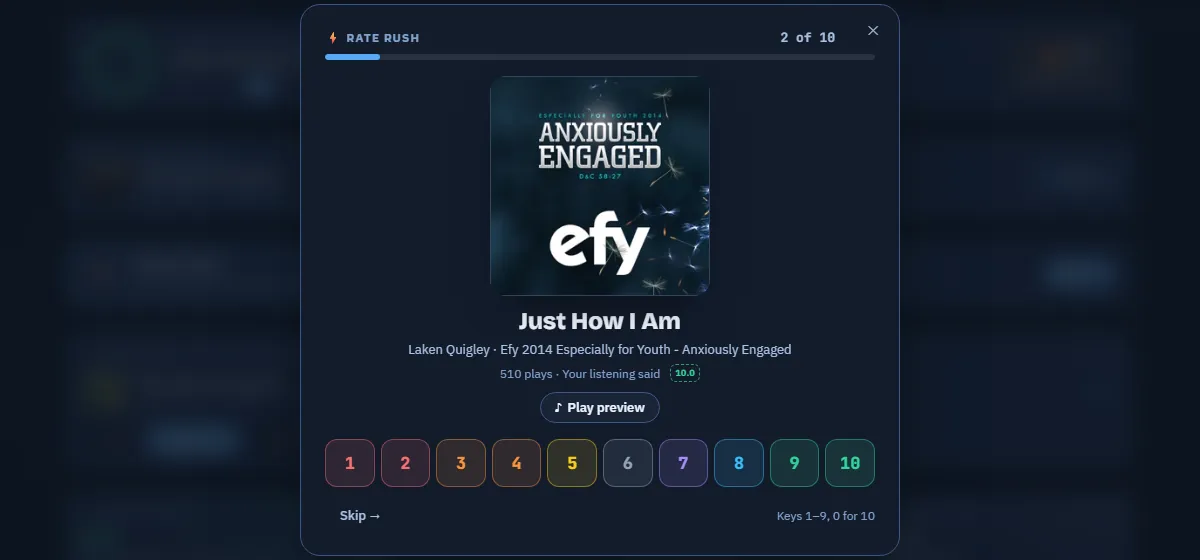 RATE RUSH
2 of 10
ESPECIALLY FOR YOUTH 2014
ANXIOUSLY
ENGAGED
D&C 58:27
efy
Just How I Am
Laken Quigley · Efy 2014 Especially for Youth - Anxiously Engaged
510 plays · Your listening said 10.0
♪ Play preview
1 2 3 4 5 6 7 8 9 10
Skip →
Keys 1–9, 0 for 10